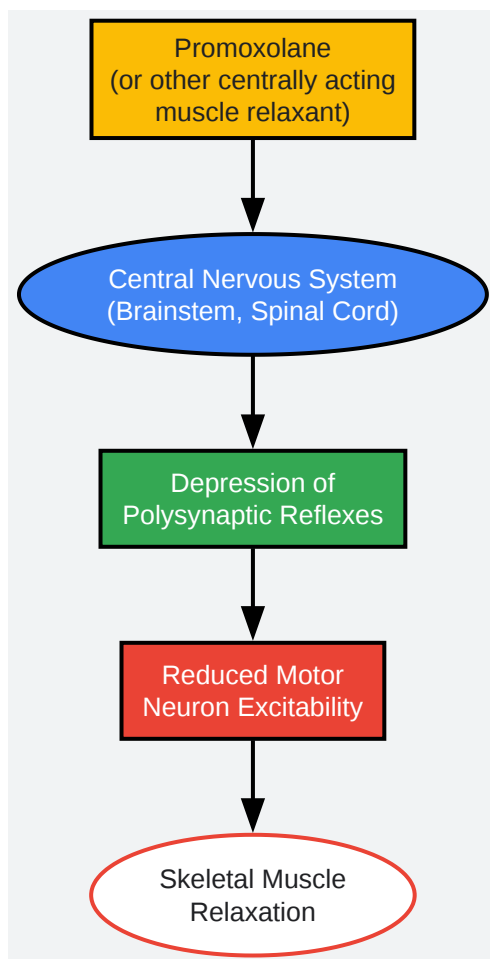 Promoxolane
(or other centrally acting
muscle relaxant)
Central Nervous System
(Brainstem, Spinal Cord)
Depression of
Polysynaptic Reflexes
Reduced Motor
Neuron Excitability
Skeletal Muscle
Relaxation